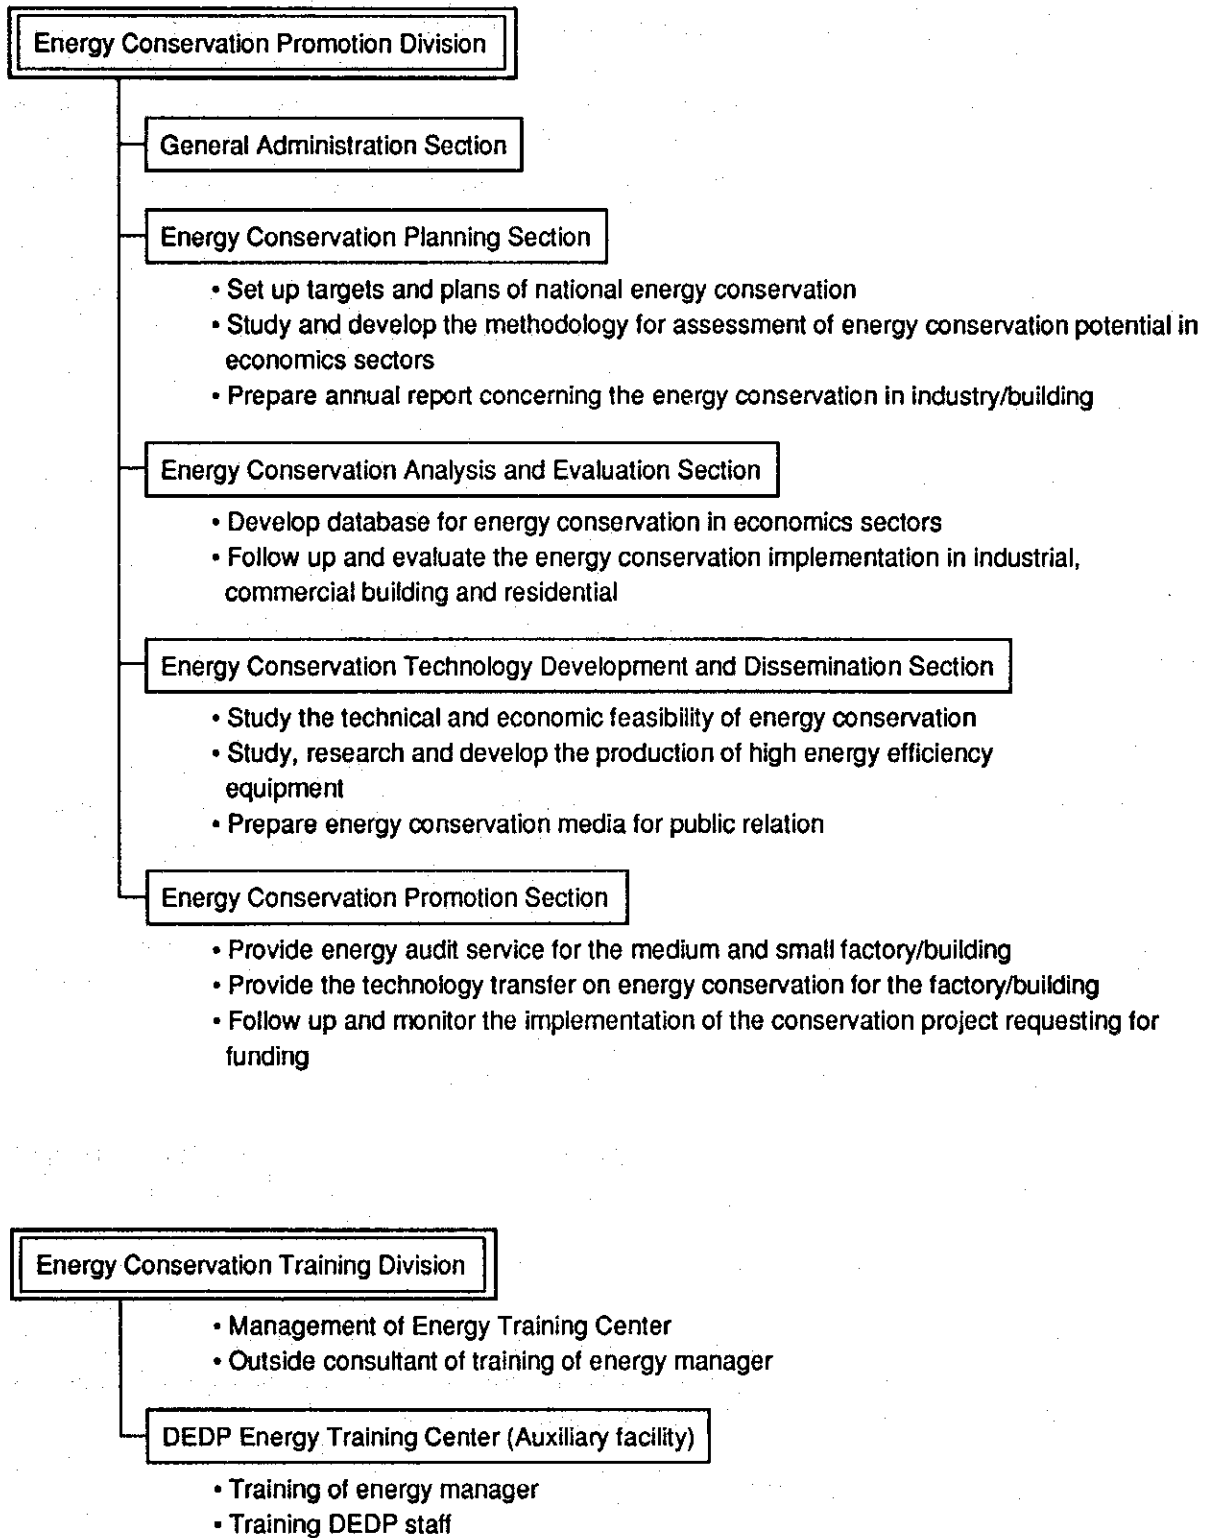 Energy Conservation Promotion Division
General Administration Section
Energy Conservation Planning Section
• Set up targets and plans of national energy conservation
• Study and develop the methodology for assessment of energy conservation potential in
economics sectors
• Prepare annual report concerning the energy conservation in industry/building
Energy Conservation Analysis and Evaluation Section
• Develop database for energy conservation in economics sectors
• Follow up and evaluate the energy conservation implementation in industrial,
commercial building and residential
Energy Conservation Technology Development and Dissemination Section
• Study the technical and economic feasibility of energy conservation
• Study, research and develop the production of high energy efficiency
equipment
• Prepare energy conservation media for public relation
Energy Conservation Promotion Section
• Provide energy audit service for the medium and small factory/building
• Provide the technology transfer on energy conservation for the factory/building
• Follow up and monitor the implementation of the conservation project requesting for
funding
Energy Conservation Training Division
• Management of Energy Training Center
• Outside consultant of training of energy manager
DEDP Energy Training Center (Auxiliary facility)
• Training of energy manager
• Training DEDP staff